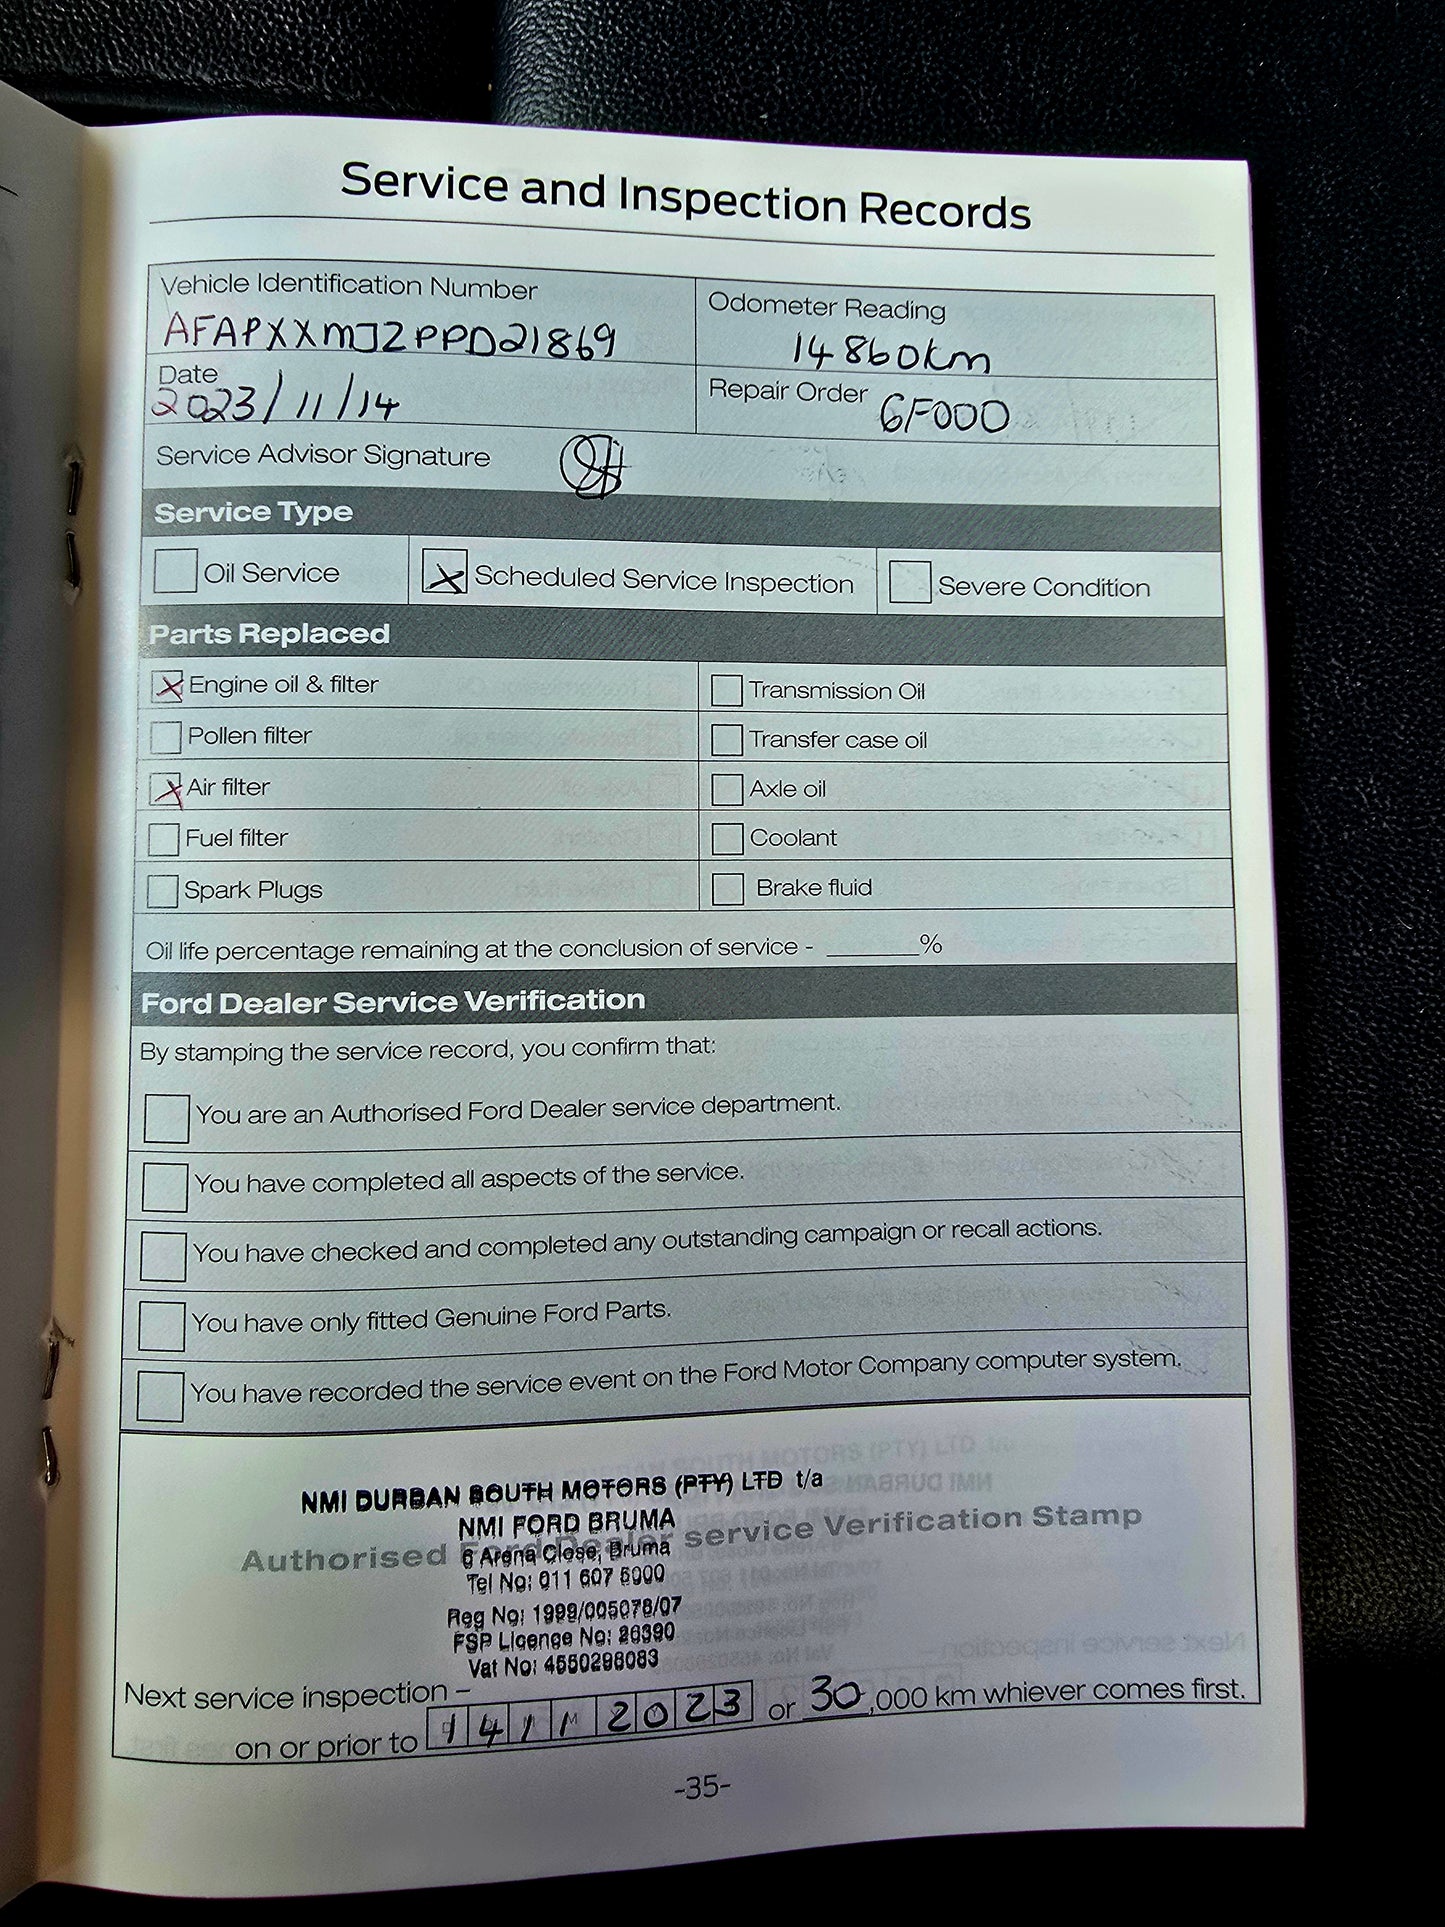 Service and Inspection Records
Vehicle Identification Number
AFAPXXMJ2PPD21869
Odometer Reading
14860km
Date
2023/11/14
Repair Order GF000
Service Advisor Signature
Service Type
Oil Service
Scheduled Service Inspection
Severe Condition
Parts Replaced
Engine oil & filter
Transmission Oil
Pollen filter
Transfer case oil
Air filter
Axle oil
Fuel filter
Coolant
Spark Plugs
Brake fluid
Oil life percentage remaining at the conclusion of service - ______%
Ford Dealer Service Verification
By stamping the service record, you confirm that:
You are an Authorised Ford Dealer service department.
You have completed all aspects of the service.
You have checked and completed any outstanding campaign or recall actions.
You have only fitted Genuine Ford Parts.
You have recorded the service event on the Ford Motor Company computer system.
NMI DURBAN SOUTH MOTORS (PTY) LTD t/a
NMI FORD BRUMA
Authorised Ford Dealer service Verification Stamp
6 Arena Close, Bruma
Tel No: 011 607 5000
Reg No: 1999/005078/07
FSP Licence No: 26390
Vat No: 4550298083
Next service inspection –
on or prior to 14 11 2023 or 30,000 km whiever comes first.
-35-